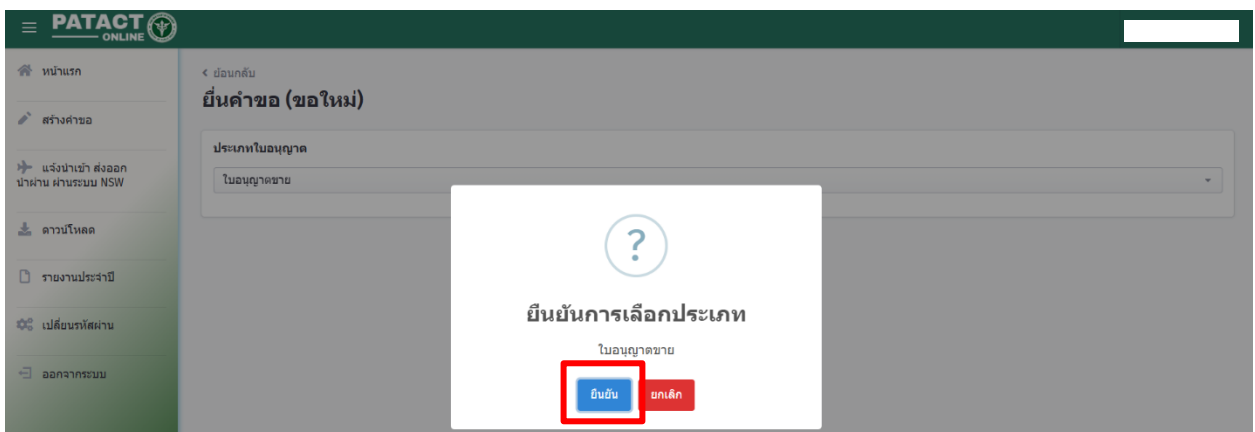 PATACT
ONLINE
หน้าแรก
สร้างคำขอ
แจ้งนำเข้า ส่งออก
นำผ่าน ผ่านระบบ NSW
ดาวน์โหลด
รายงานประจำปี
เปลี่ยนรหัสผ่าน
ออกจากระบบ
< ย้อนกลับ
ยื่นคำขอ (ขอใหม่)
ประเภทใบอนุญาต
ใบอนุญาตขาย
?
ยืนยันการเลือกประเภท
ใบอนุญาตขาย
ยืนยัน ยกเลิก